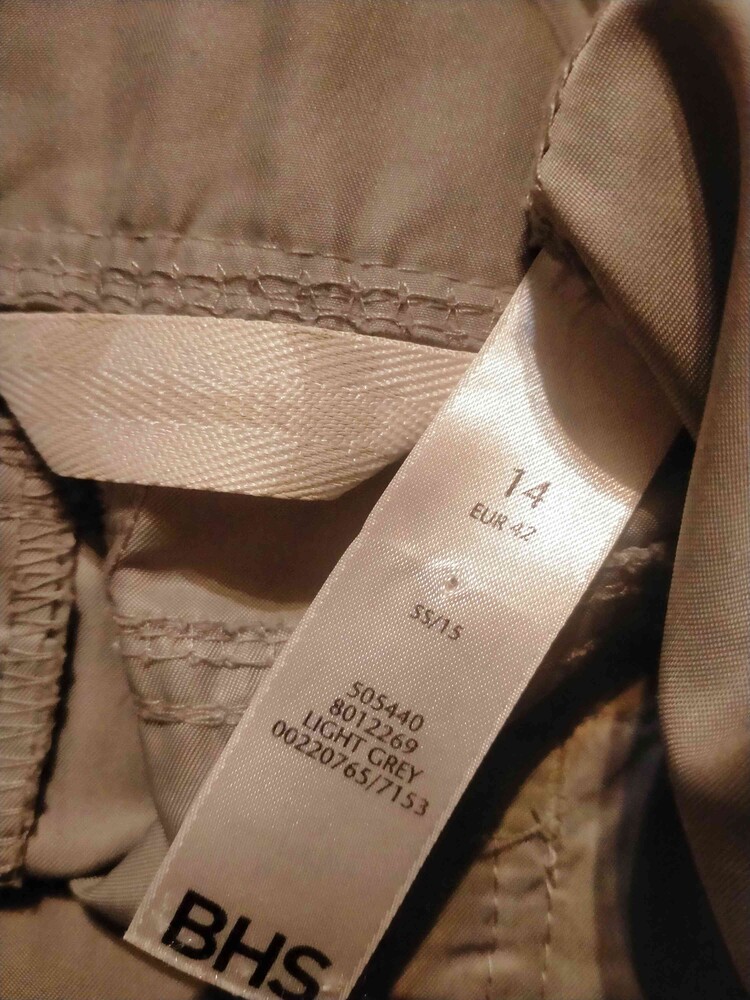 14
EUR 42
SS/15
505440
8012269
LIGHT GREY
00220765/7153
BHS